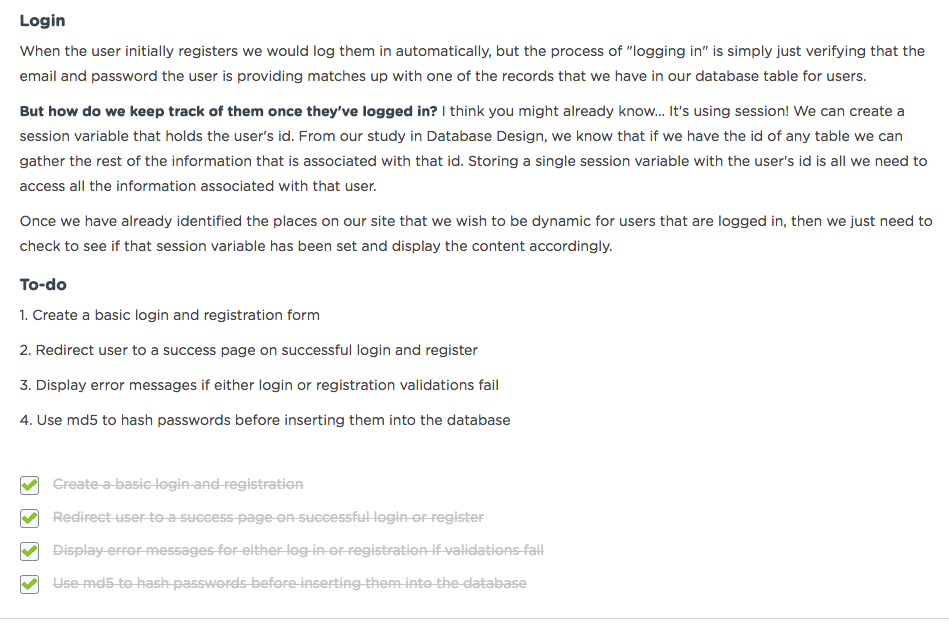 Login
When the user initially registers we would log them in automatically, but the process of "logging in" is simply just verifying that the
email and password the user is providing matches up with one of the records that we have in our database table for users.
But how do we keep track of them once they've logged in? I think you might already know... It's using session! We can create a
session variable that holds the user's id. From our study in Database Design, we know that if we have the id of any table we can
gather the rest of the information that is associated with that id. Storing a single session variable with the user's id is all we need to
access all the information associated with that user.
Once we have already identified the places on our site that we wish to be dynamic for users that are logged in, then we just need to
check to see if that session variable has been set and display the content accordingly.
To-do
1. Create a basic login and registration form
2. Redirect user to a success page on successful login and register
3. Display error messages if either login or registration validations fail
4. Use md5 to hash passwords before inserting them into the database
Create a basic login and registration
Redirect user to a success page on successful login or register
Display error messages for either log in or registration if validations fail
Use md5 to hash passwords before inserting them into the database